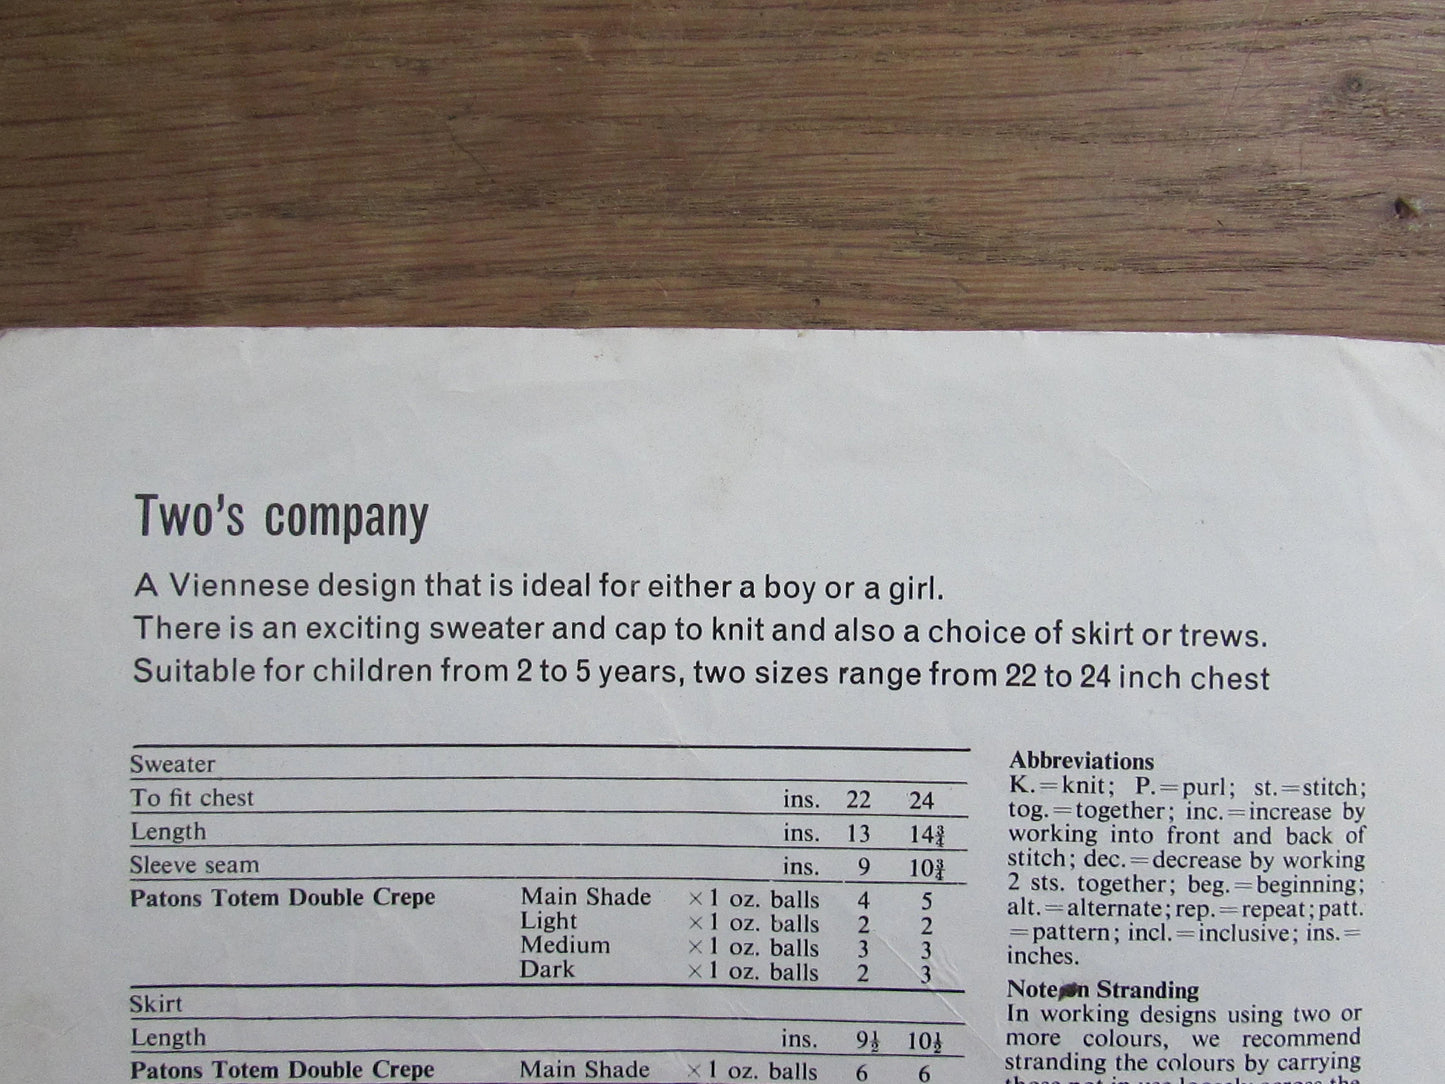 Two's company
A Viennese design that is ideal for either a boy or a girl.
There is an exciting sweater and cap to knit and also a choice of skirt or trews.
Suitable for children from 2 to 5 years, two sizes range from 22 to 24 inch chest
Sweater
To fit chest ins. 22 24
Length ins. 13 14¾
Sleeve seam ins. 9 10¾
Patons Totem Double Crepe Main Shade × 1 oz. balls 4 5
Light × 1 oz. balls 2 2
Medium × 1 oz. balls 3 3
Dark × 1 oz. balls 2 3
Skirt
Length ins. 9½ 10½
Patons Totem Double Crepe Main Shade × 1 oz. balls 6 6
Abbreviations
K.=knit; P.=purl; st.=stitch;
tog.=together; inc.=increase by
working into front and back of
stitch; dec.=decrease by working
2 sts. together; beg.=beginning;
alt.=alternate; rep.=repeat; patt.
=pattern; incl.=inclusive; ins.=
inches.
Note on Stranding
In working designs using two or
more colours, we recommend
stranding the colours by carrying